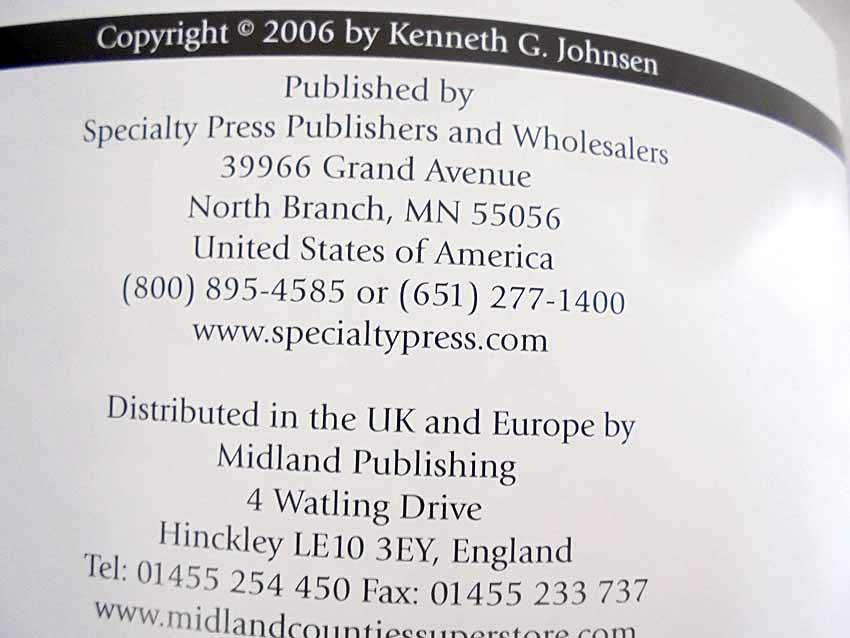 Copyright © 2006 by Kenneth G. Johnsen
Published by
Specialty Press Publishers and Wholesalers
39966 Grand Avenue
North Branch, MN 55056
United States of America
(800) 895-4585 or (651) 277-1400
www.specialtypress.com
Distributed in the UK and Europe by
Midland Publishing
4 Watling Drive
Hinckley LE10 3EY, England
Tel: 01455 254 450 Fax: 01455 233 737
www.midlandcountiessuperstore.com